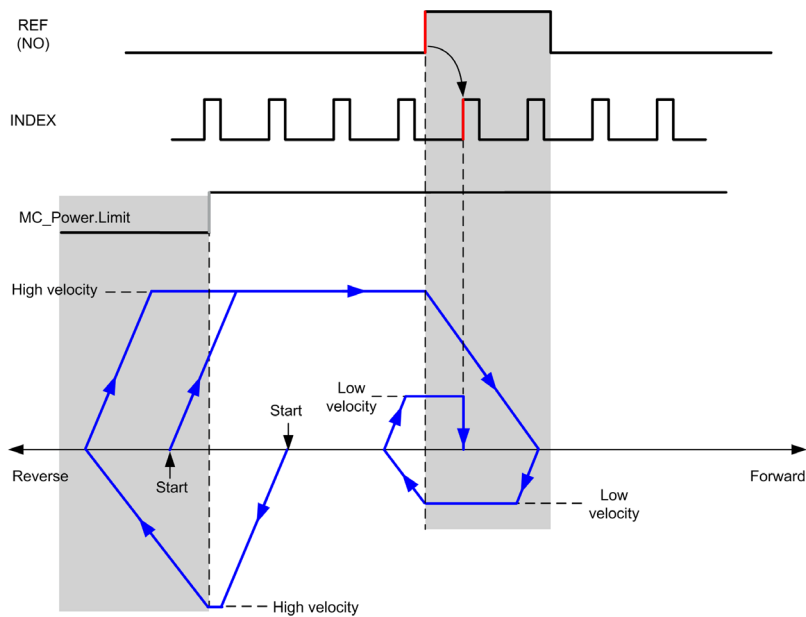 REF
(NO)
INDEX
MC_Power.Limit
High velocity
Low
velocity
Start
Reverse
Start
Forward
Low
velocity
High velocity